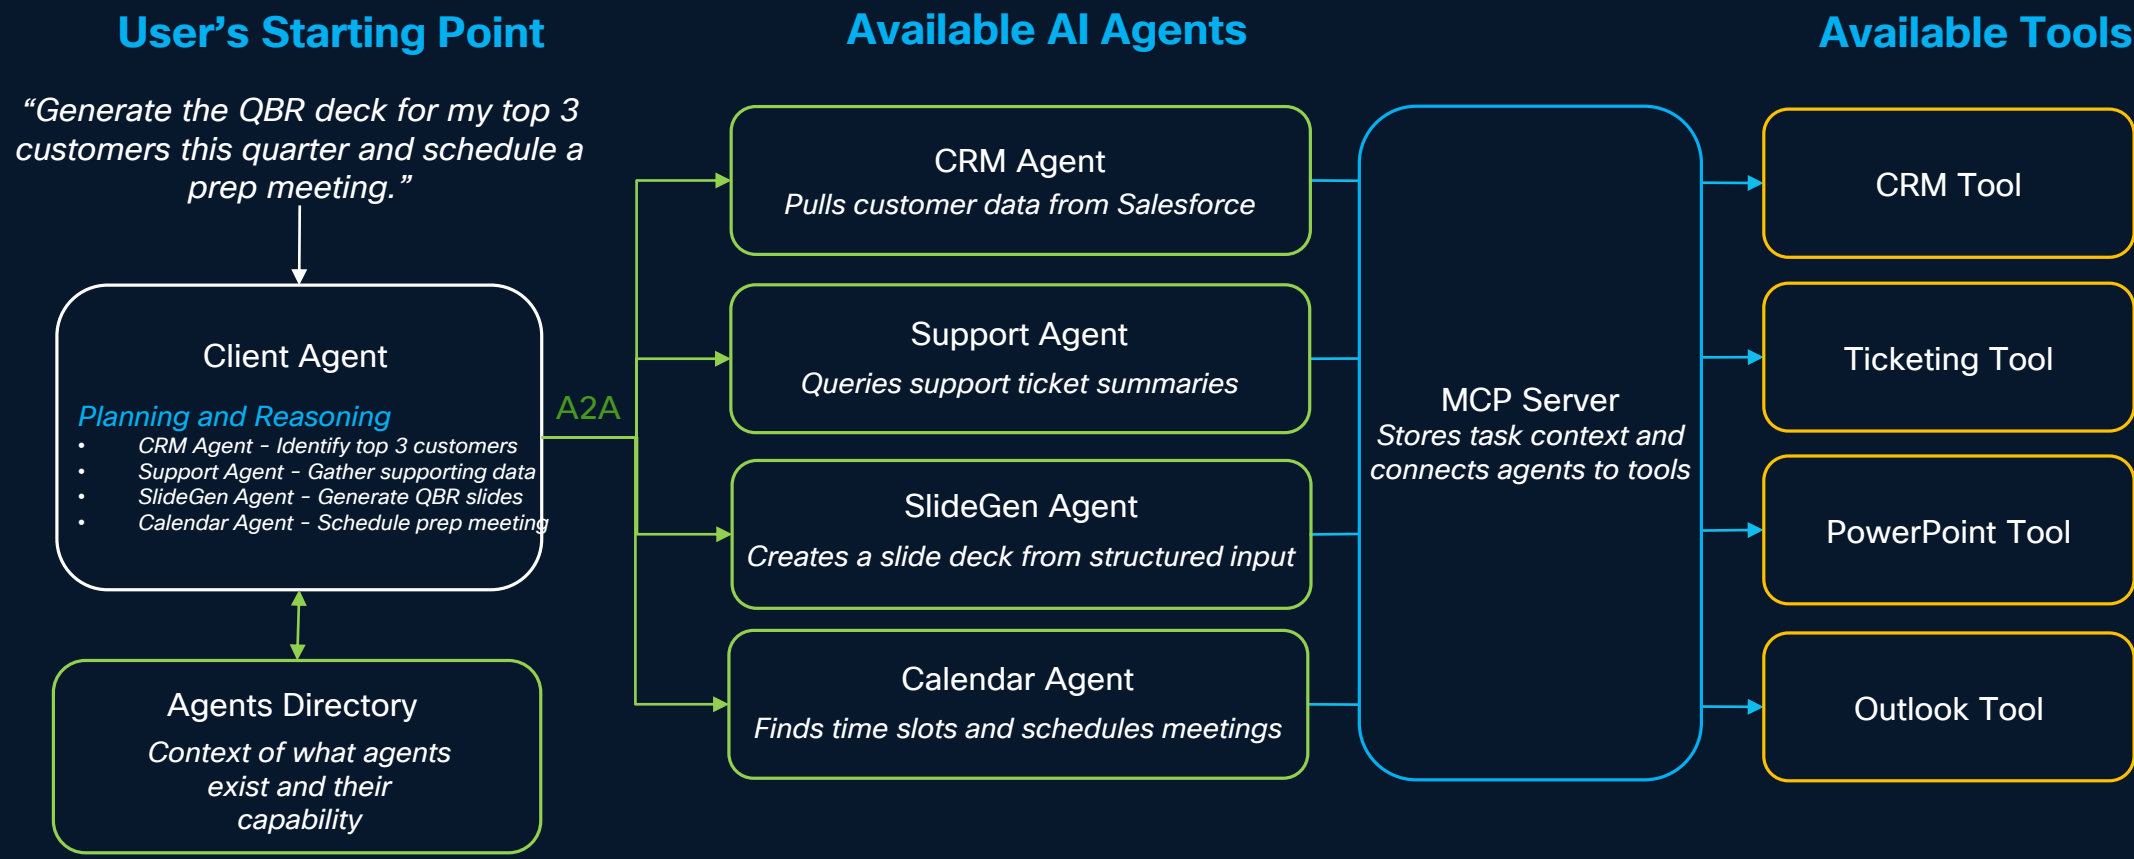 User’s Starting Point
“Generate the QBR deck for my top 3
customers this quarter and schedule a
prep meeting.”
Client Agent
Planning and Reasoning
• CRM Agent – Identify top 3 customers
• Support Agent – Gather supporting data
• SlideGen Agent – Generate QBR slides
• Calendar Agent – Schedule prep meeting
Agents Directory
Context of what agents
exist and their
capability
A2A
Available AI Agents
CRM Agent
Pulls customer data from Salesforce
Support Agent
Queries support ticket summaries
SlideGen Agent
Creates a slide deck from structured input
Calendar Agent
Finds time slots and schedules meetings
MCP Server
Stores task context and
connects agents to tools
Available Tools
CRM Tool
Ticketing Tool
PowerPoint Tool
Outlook Tool